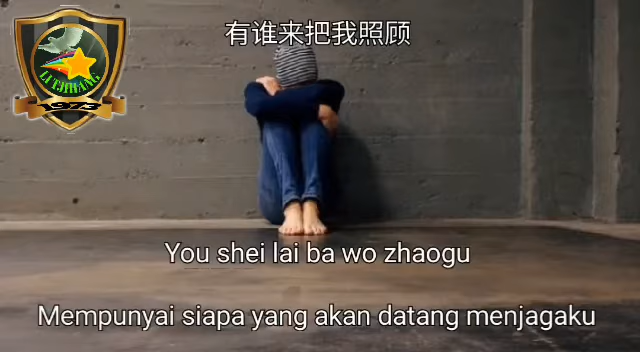 有谁来把我照顾
LUTJHIANG
1973
You shei lai ba wo zhaogu
Mempunyai siapa yang akan datang menjagaku